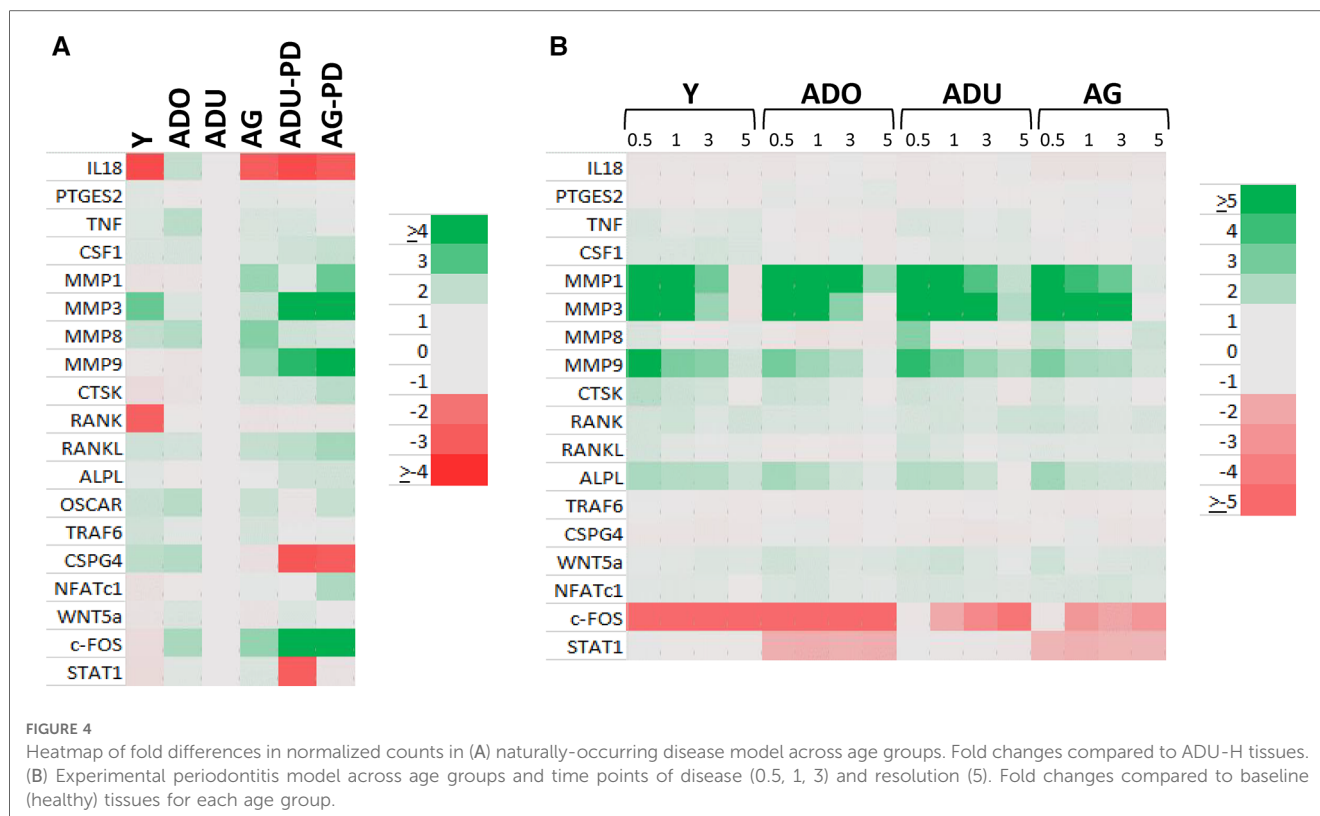 A
Y ADO ADU AG ADU-PD AG-PD
IL18
PTGES2
TNF
CSF1
MMP1
MMP3
MMP8
MMP9
CTSK
RANK
RANKL
ALPL
OSCAR
TRAF6
CSPG4
NFATc1
WNT5a
c-FOS
STAT1
≥4
3
2
1
0
-1
-2
-3
≥-4
B
Y ADO ADU AG
0.5 1 3 5 0.5 1 3 5 0.5 1 3 5 0.5 1 3 5
IL18
PTGES2
TNF
CSF1
MMP1
MMP3
MMP8
MMP9
CTSK
RANK
RANKL
ALPL
TRAF6
CSPG4
WNT5a
NFATc1
c-FOS
STAT1
≥5
4
3
2
1
0
-1
-2
-3
-4
≥-5
FIGURE 4
Heatmap of fold differences in normalized counts in (A) naturally-occurring disease model across age groups. Fold changes compared to ADU-H tissues.
(B) Experimental periodontitis model across age groups and time points of disease (0.5, 1, 3) and resolution (5). Fold changes compared to baseline
(healthy) tissues for each age group.